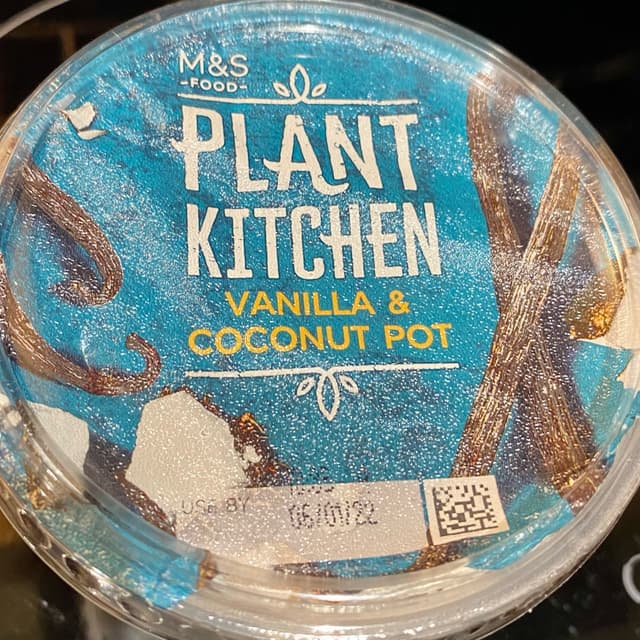 M&S
-FOOD-
PLANT
KITCHEN
VANILLA &
COCONUT POT
USE BY
06/01/22